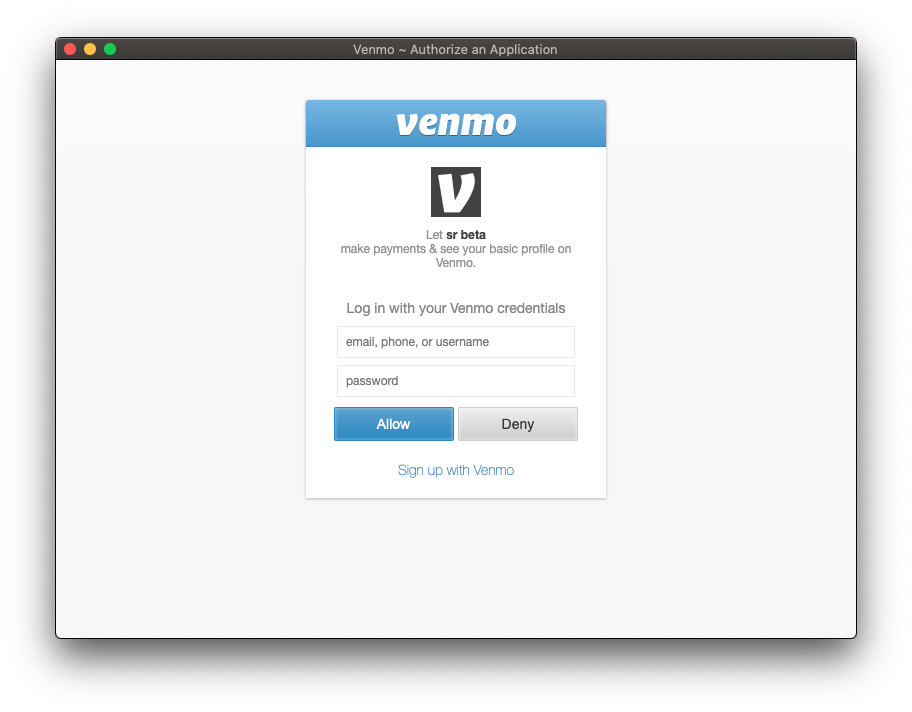 Venmo ~ Authorize an Application
venmo
V
Let sr beta
make payments & see your basic profile on
Venmo.
Log in with your Venmo credentials
email, phone, or username
password
Allow Deny
Sign up with Venmo